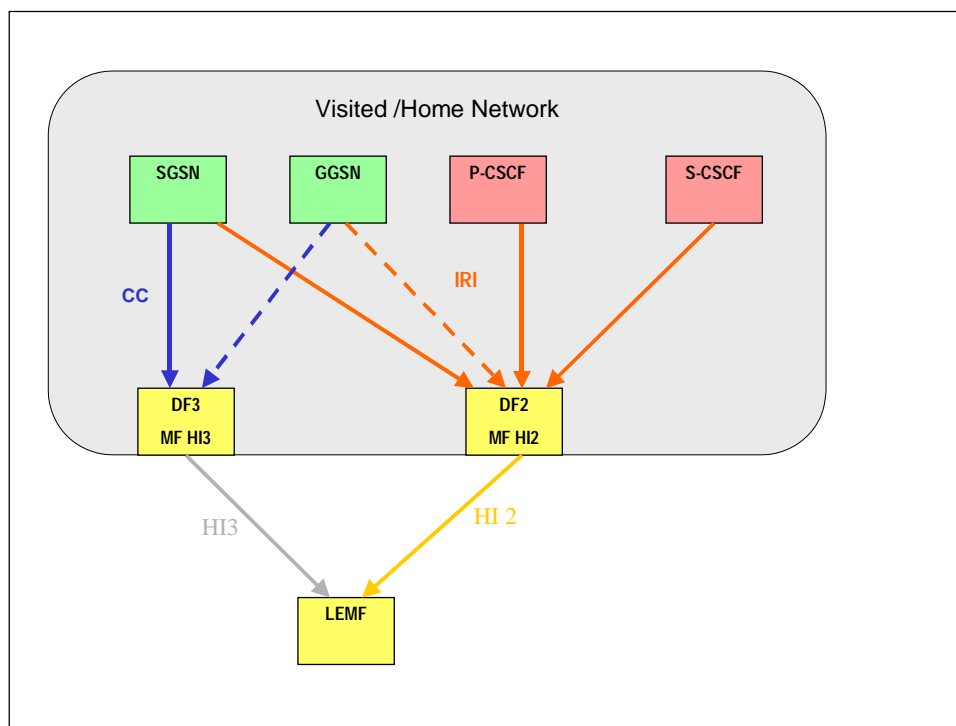 Visited /Home Network
SGSN
GGSN
P-CSCF
S-CSCF
CC
IRI
DF3
MF HI3
DF2
MF HI2
HI3
HI 2
LEMF